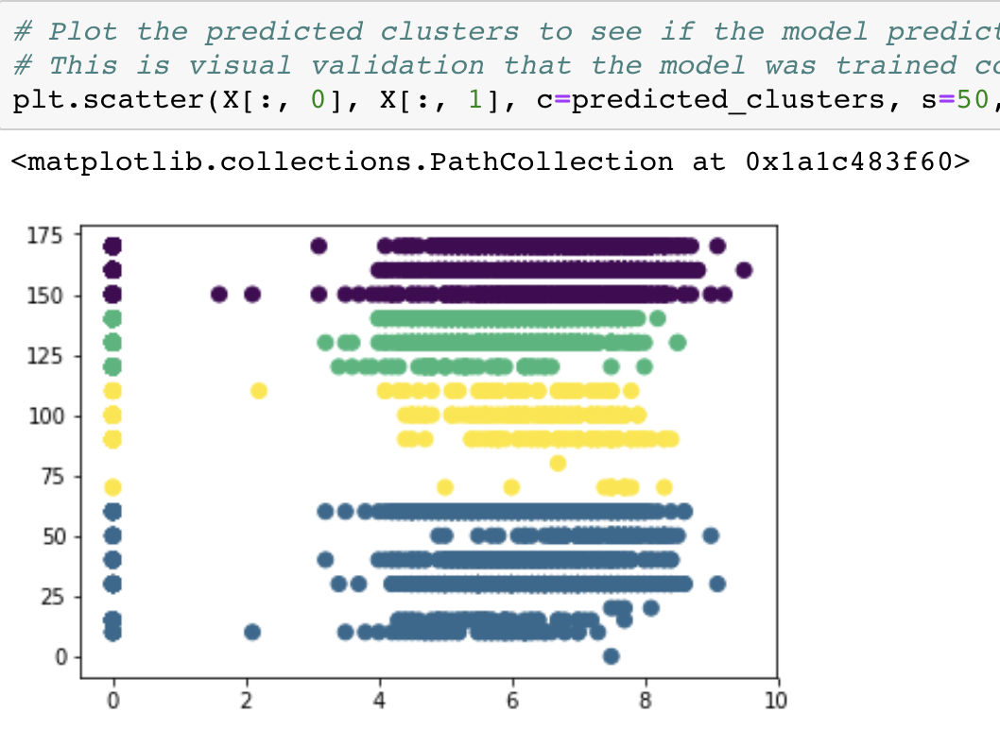 # Plot the predicted clusters to see if the model predict
# This is visual validation that the model was trained co
plt.scatter(X[:, 0], X[:, 1], c=predicted_clusters, s=50,
<matplotlib.collections.PathCollection at 0x1a1c483f60>
175
150
125
100
75
50
25
0
0 2 4 6 8 10